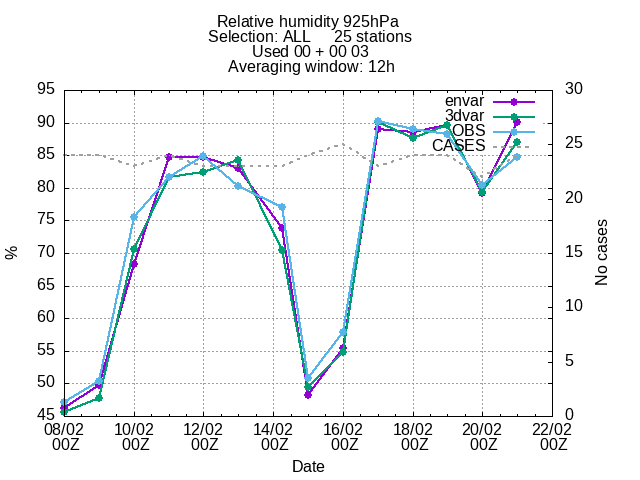 Relative humidity 925hPa
Selection: ALL 25 stations
Used 00 + 00 03
Averaging window: 12h
envar
3dvar
OBS
CASES
95
90
85
80
75
70
65
60
55
50
45
30
25
20
15
10
5
0
%
No cases
08/02 10/02 12/02 14/02 16/02 18/02 20/02 22/02
00Z 00Z 00Z 00Z 00Z 00Z 00Z 00Z
Date